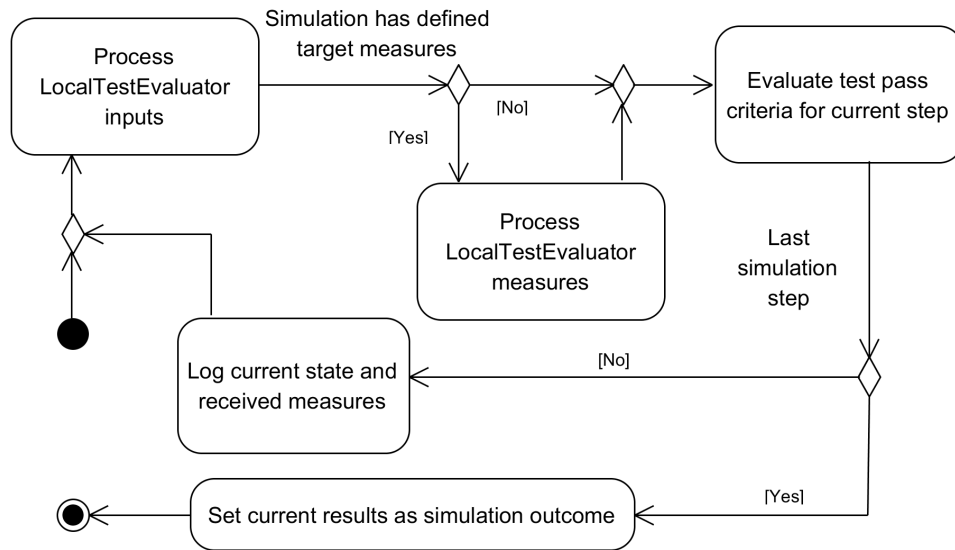 Simulation has defined
target measures
Process
LocalTestEvaluator
inputs
Evaluate test pass
criteria for current step
[No]
[Yes]
Process
LocalTestEvaluator
measures
Last
simulation
step
[No]
Log current state and
received measures
[Yes]
Set current results as simulation outcome